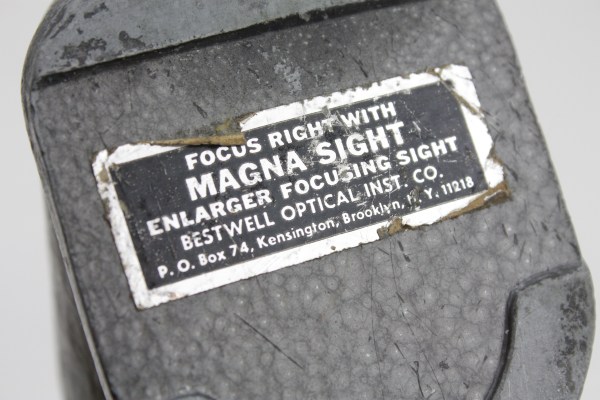 FOCUS RIGHT WITH
MAGNA SIGHT
ENLARGER FOCUSING SIGHT
BESTWELL OPTICAL INST. CO.
P. O. Box 74, Kensington, Brooklyn, N. Y. 11218